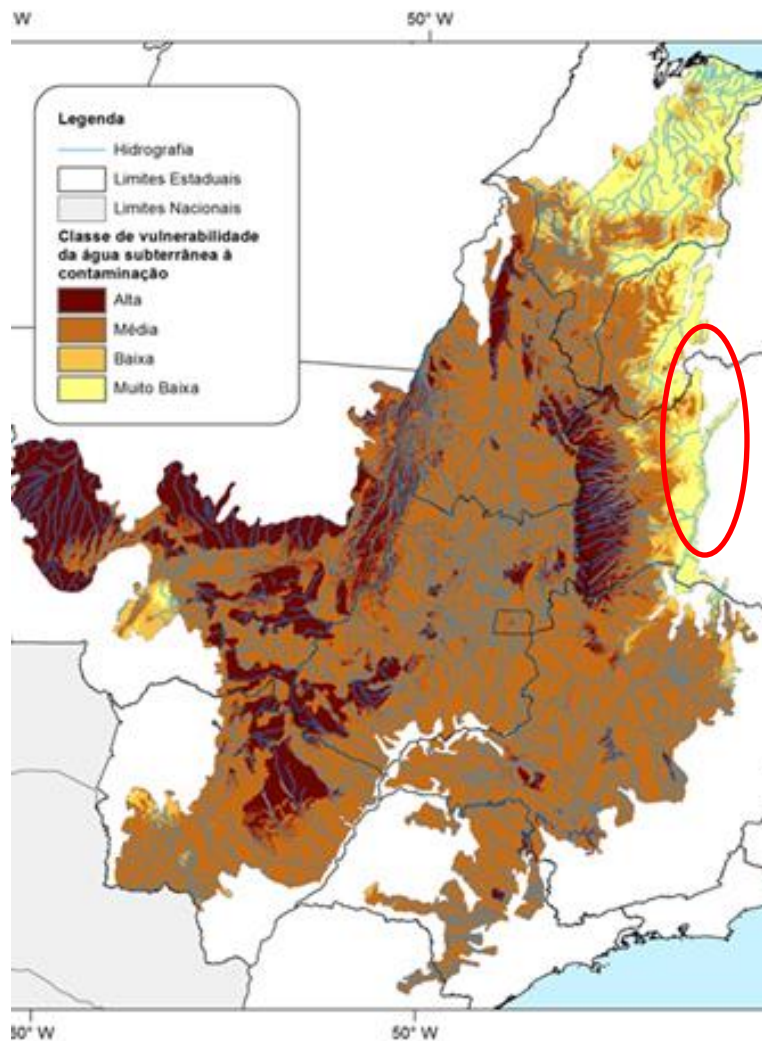 W
50° W
Legenda
Hidrografia
Limites Estaduais
Limites Nacionais
Classe de vulnerabilidade
da água subterrânea à
contaminação
Alta
Média
Baixa
Muito Baixa
60° W
50° W